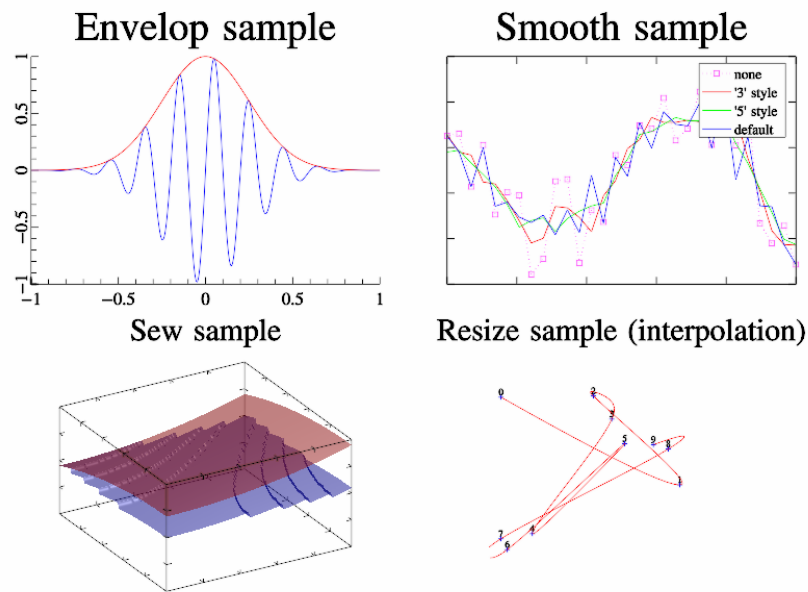 Envelop sample
Smooth sample
1
0.5
0
−0.5
−1
−1
−0.5
0
0.5
1
none
'3' style
'5' style
default
Sew sample
Resize sample (interpolation)
0
2
3
5
9
8
1
4
7
6